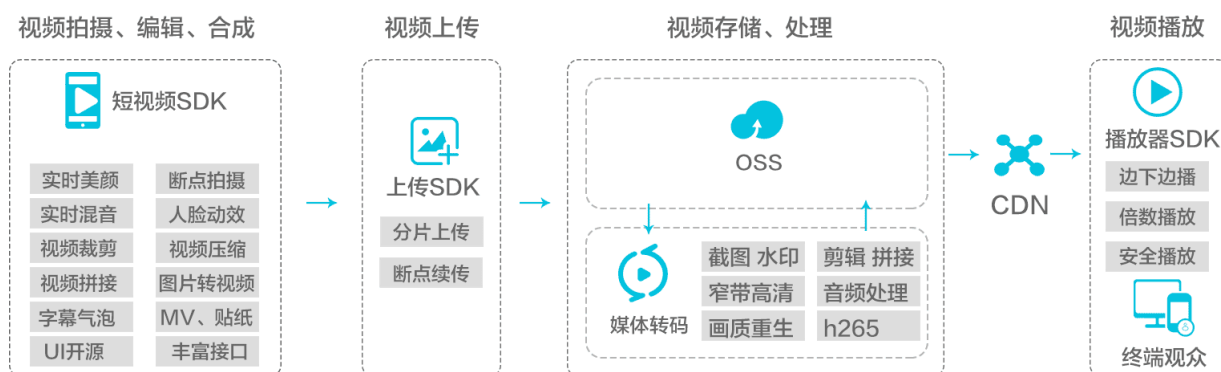 视频拍摄、编辑、合成
短视频SDK
实时美颜
断点拍摄
实时混音
人脸动效
视频裁剪
视频压缩
视频拼接
图片转视频
字幕气泡
MV、贴纸
UI开源
丰富接口
视频上传
上传SDK
分片上传
断点续传
视频存储、处理
OSS
媒体转码
截图 水印
剪辑 拼接
窄带高清
音频处理
画质重生
h265
CDN
视频播放
播放器SDK
边下边播
倍数播放
安全播放
终端观众